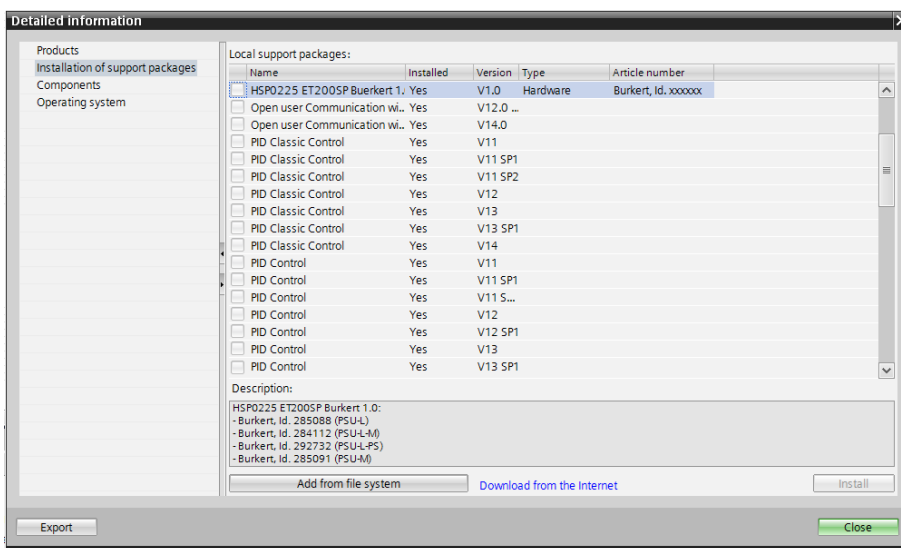 Detailed information
Products
Installation of support packages
Components
Operating system
Local support packages:
Name Installed Version Type Article number
HSP0225 ET200SP Buerkert 1. Yes V1.0 Hardware Burkert, Id. xxxxxx
Open user Communication wi... Yes V12.0 ...
Open user Communication wi... Yes V14.0
PID Classic Control Yes V11
PID Classic Control Yes V11 SP1
PID Classic Control Yes V11 SP2
PID Classic Control Yes V12
PID Classic Control Yes V13
PID Classic Control Yes V13 SP1
PID Classic Control Yes V14
PID Control Yes V11
PID Control Yes V11 SP1
PID Control Yes V11 S...
PID Control Yes V12
PID Control Yes V12 SP1
PID Control Yes V13
PID Control Yes V13 SP1
Description:
HSP0225 ET200SP Burkert 1.0:
- Burkert, Id. 285088 (PSU-L)
- Burkert, Id. 284112 (PSU-L-M)
- Burkert, Id. 292732 (PSU-L-PS)
- Burkert, Id. 285091 (PSU-M)
Add from file system
Download from the Internet
Install
Export
Close